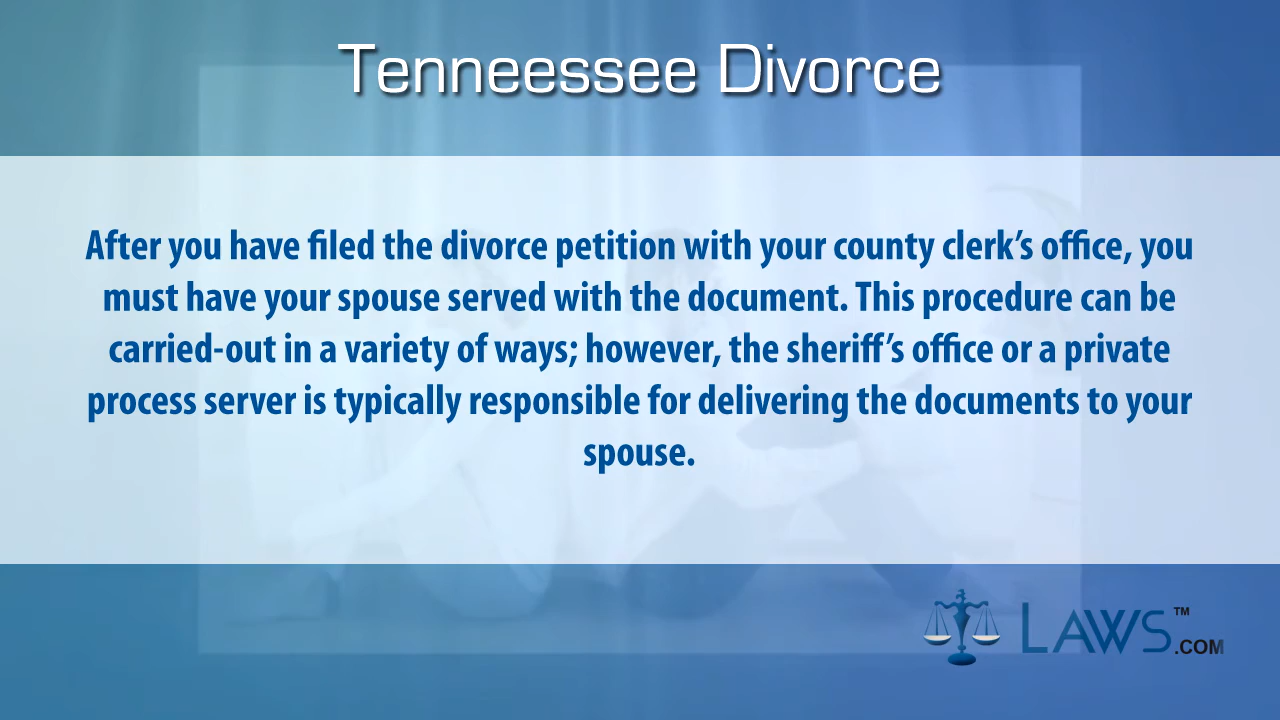 Tenneessee Divorce
After you have filed the divorce petition with your county clerk’s office, you
must have your spouse served with the document. This procedure can be
carried-out in a variety of ways; however, the sheriff’s office or a private
process server is typically responsible for delivering the documents to your
spouse.
LAWS™.COM